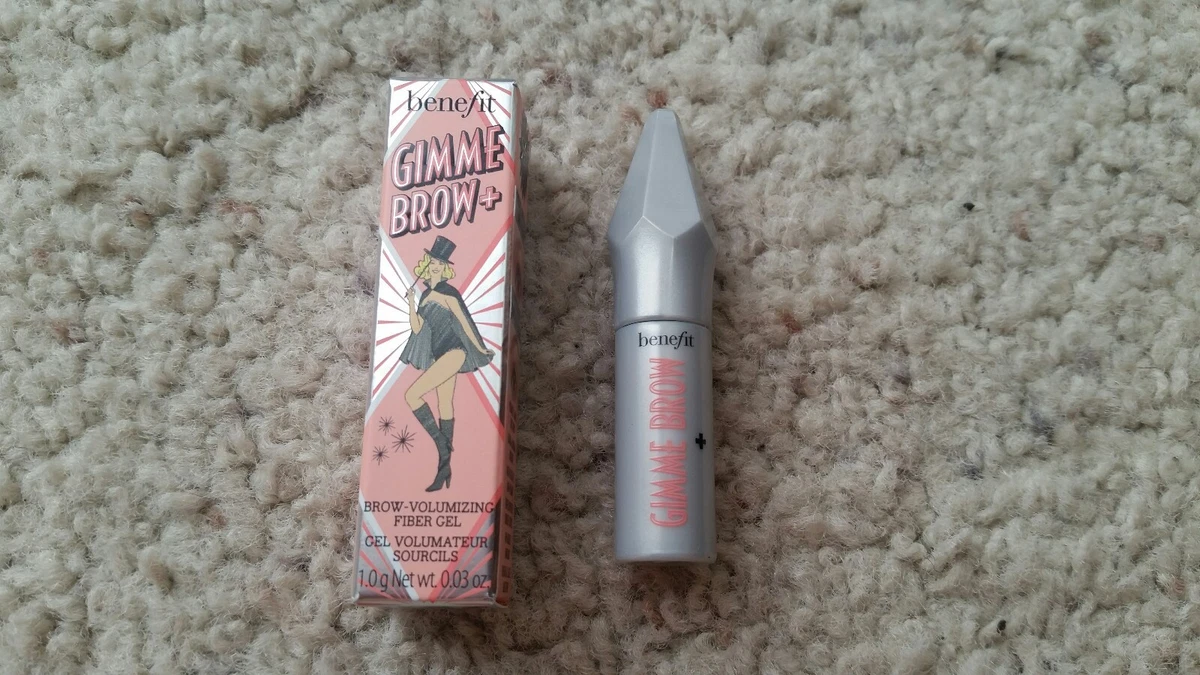 benefit
GIMME
BROW+
BROW-VOLUMIZING
FIBER GEL
GEL VOLUMATEUR
SOURCILS
1.0 g Net wt. 0.03 oz.
benefit
GIMME BROW
+